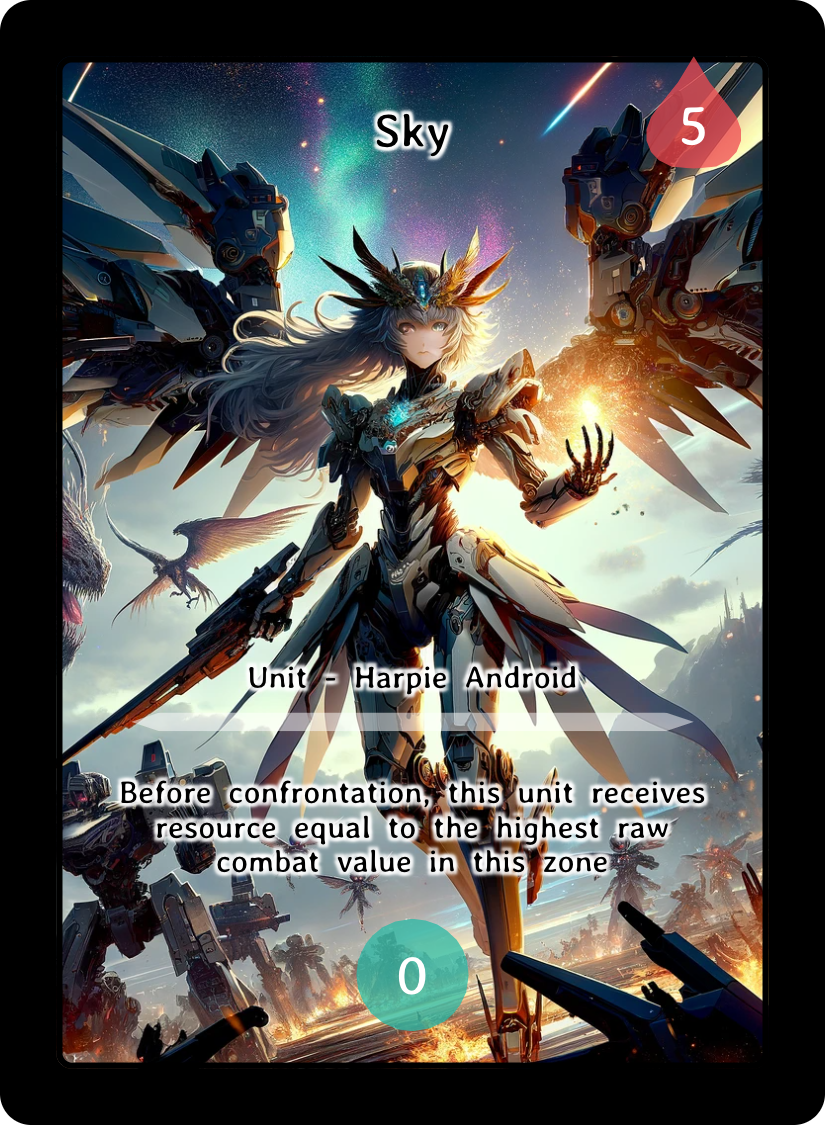 Sky
5
Unit - Harpie Android
Before confrontation, this unit receives
resource equal to the highest raw
combat value in this zone
0